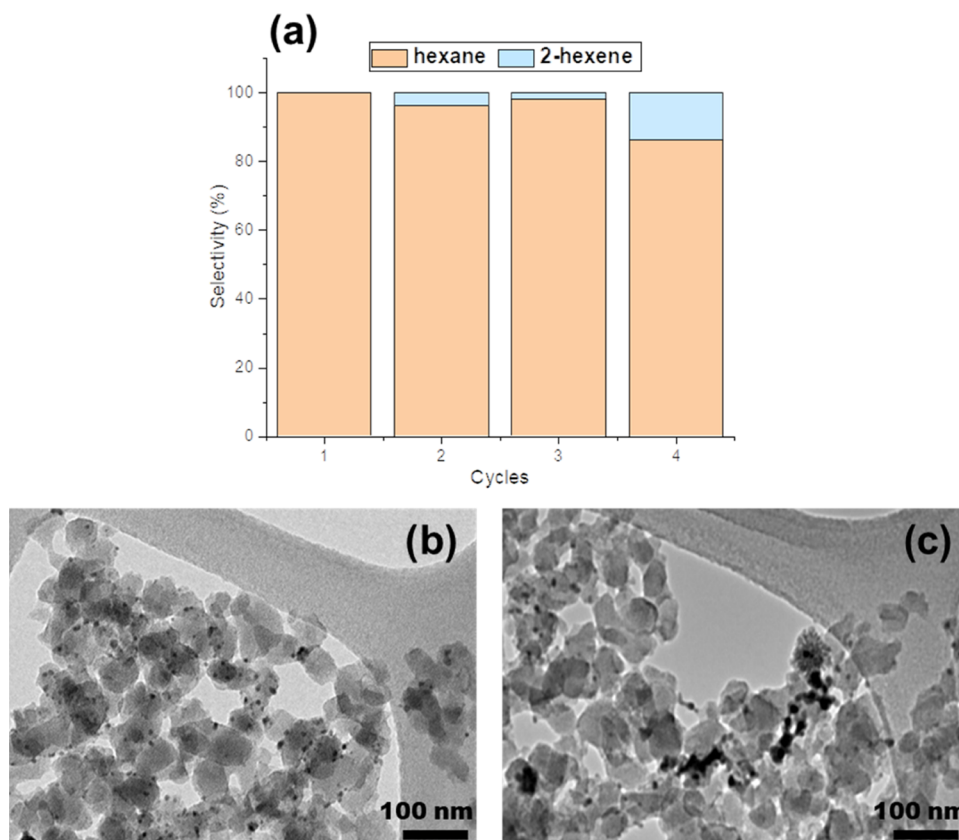 (a)
hexane 2-hexene
100
80
60
40
20
0
Selectivity (%)
1 2 3 4
Cycles
(b) (c)
100 nm 100 nm